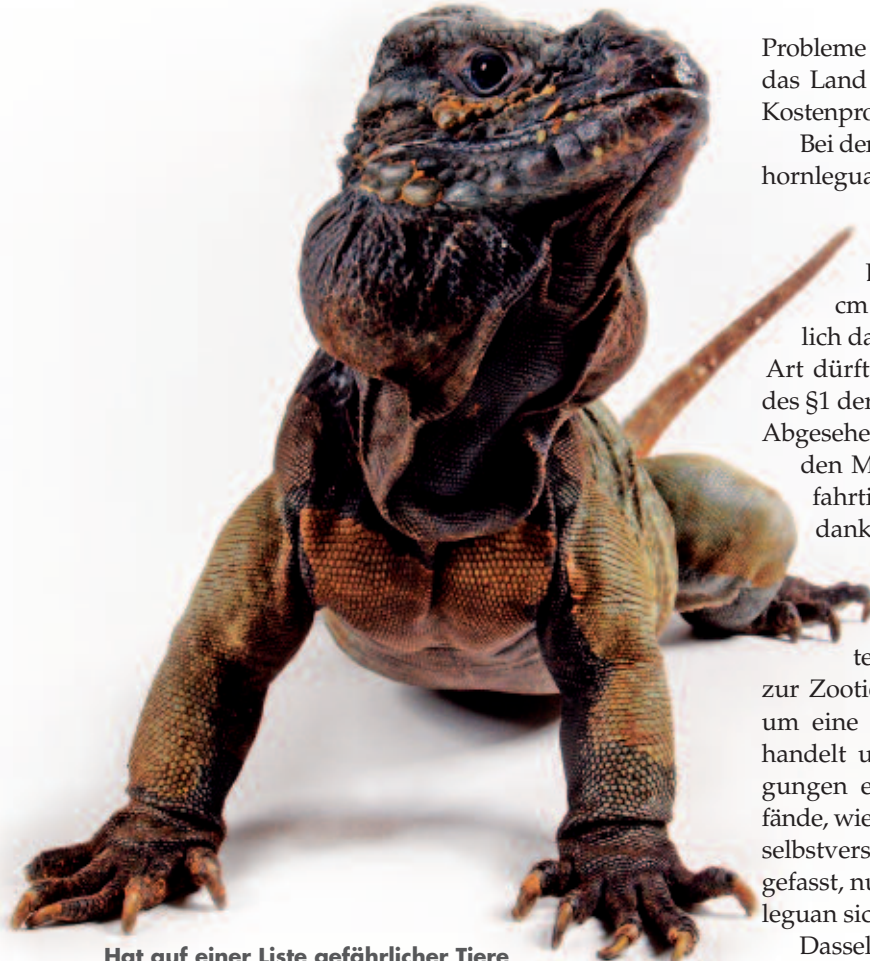 Probleme
das Land
Kostenpro
Bei der
hornlegua
cm
lich da
Art dürft
des §1 der
Abgesehe
den M
fahrti
dank
te
zur Zootie
um eine
handelt u
gungen e
fände, wie
selbstvers
gefasst, nu
leguan sic
Dassel
Hat auf einer Liste gefährlicher Tiere